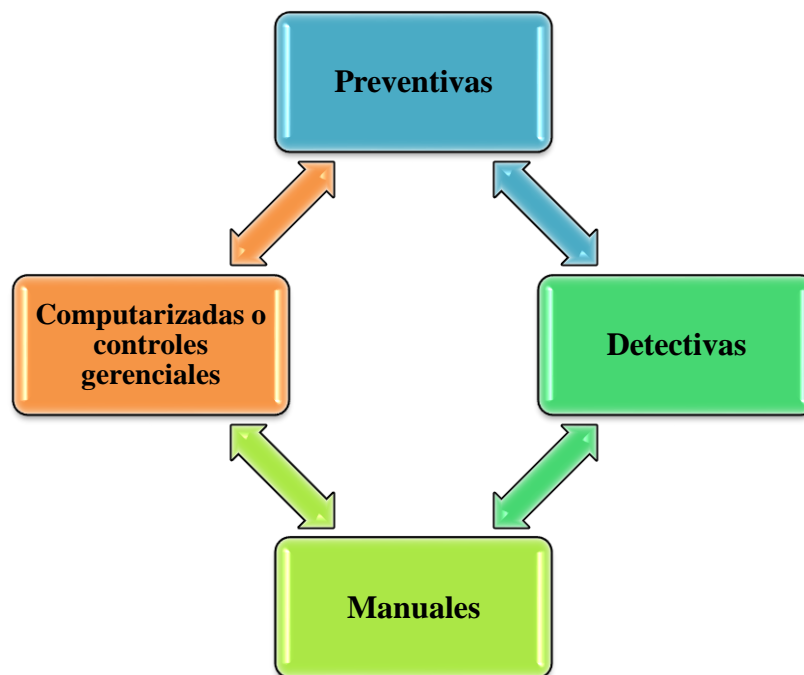 Preventivas
Computarizadas o
controles
gerenciales
Detectivas
Manuales